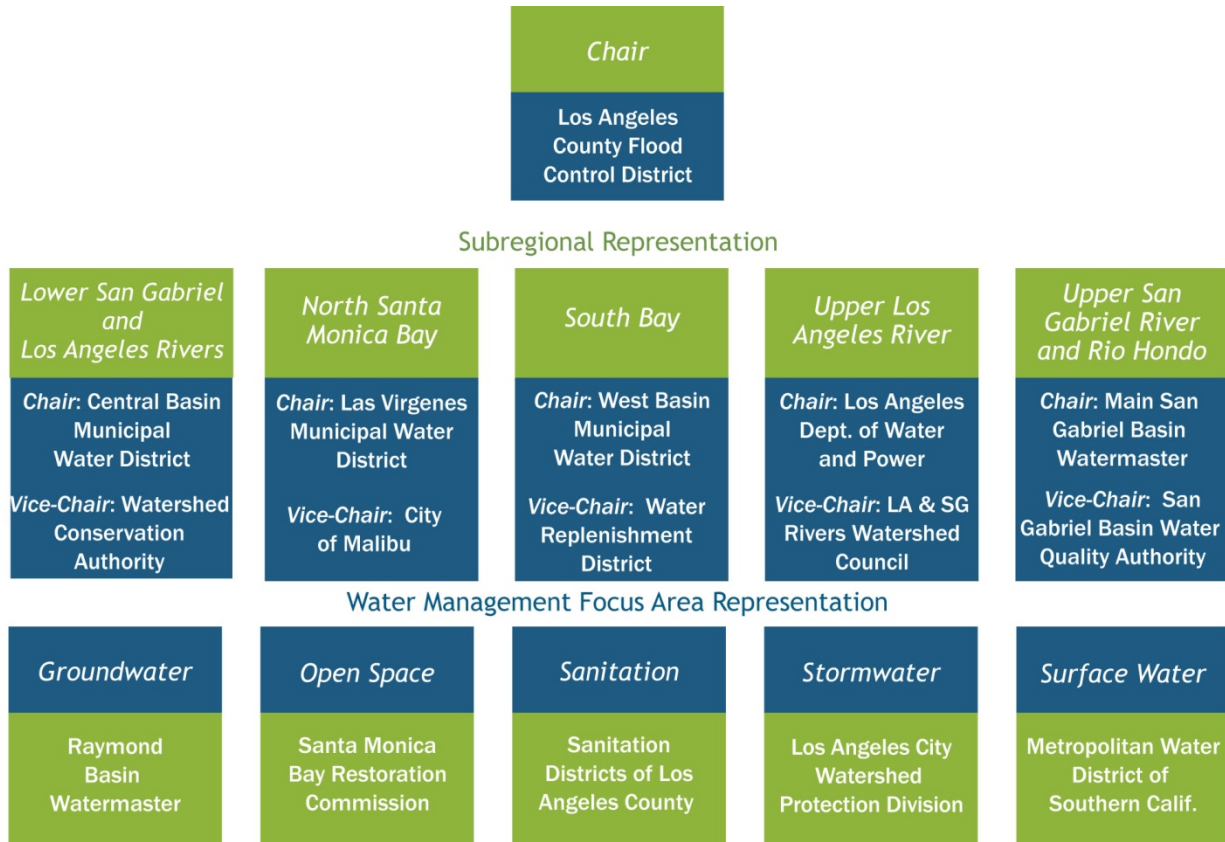 Chair
Los Angeles
County Flood
Control District
Subregional Representation
Lower San Gabriel
and
Los Angeles Rivers
Chair: Central Basin
Municipal
Water District
Vice-Chair: Watershed
Conservation
Authority
North Santa
Monica Bay
Chair: Las Virgenes
Municipal Water
District
Vice-Chair: City
of Malibu
South Bay
Chair: West Basin
Municipal
Water District
Vice-Chair: Water
Replenishment
District
Upper Los
Angeles River
Chair: Los Angeles
Dept. of Water
and Power
Vice-Chair: LA & SG
Rivers Watershed
Council
Upper San
Gabriel River
and Rio Hondo
Chair: Main San
Gabriel Basin
Watermaster
Vice-Chair: San
Gabriel Basin Water
Quality Authority
Water Management Focus Area Representation
Groundwater
Raymond
Basin
Watermaster
Open Space
Santa Monica
Bay Restoration
Commission
Sanitation
Sanitation
Districts of Los
Angeles County
Stormwater
Los Angeles City
Watershed
Protection Division
Surface Water
Metropolitan Water
District of
Southern Calif.